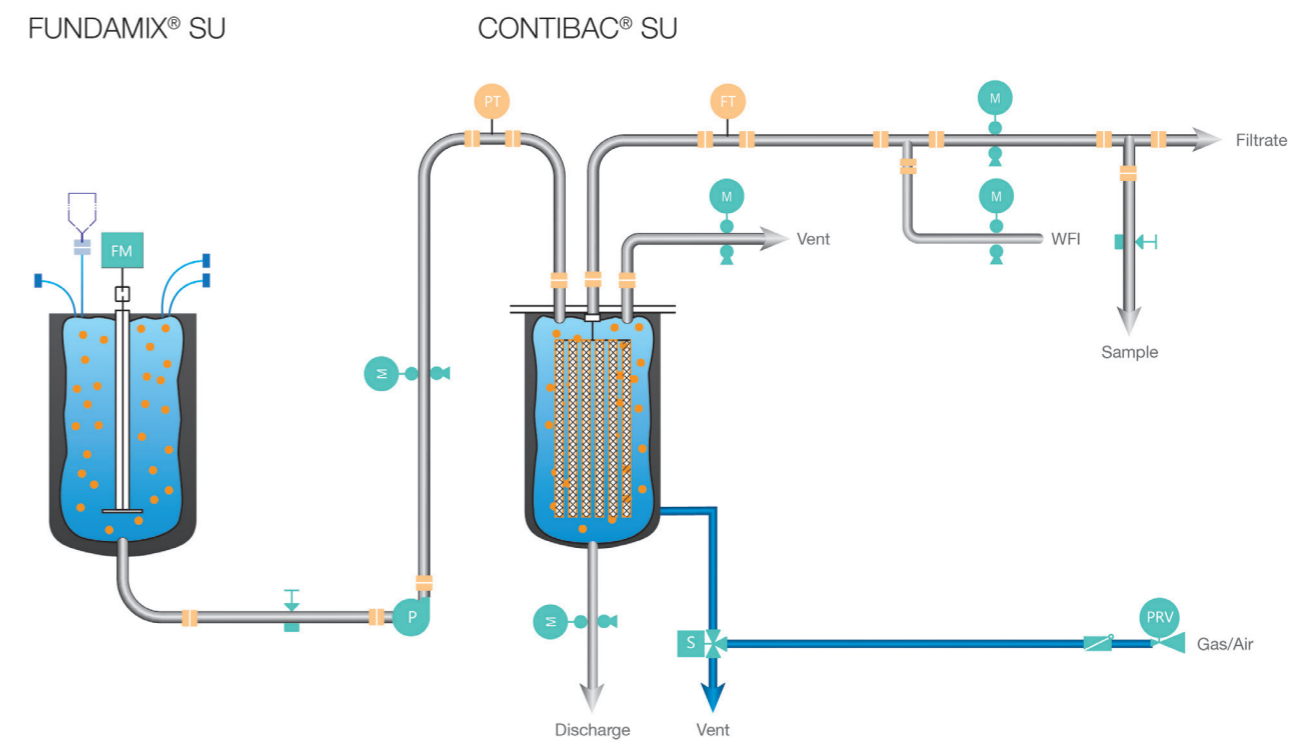 FUNDAMIX® SU
CONTIBAC® SU
PT
FT
M
Filtrate
M
Vent
M
WFI
FM
Sample
M
P
M
S
PRV
Gas/Air
Discharge
Vent